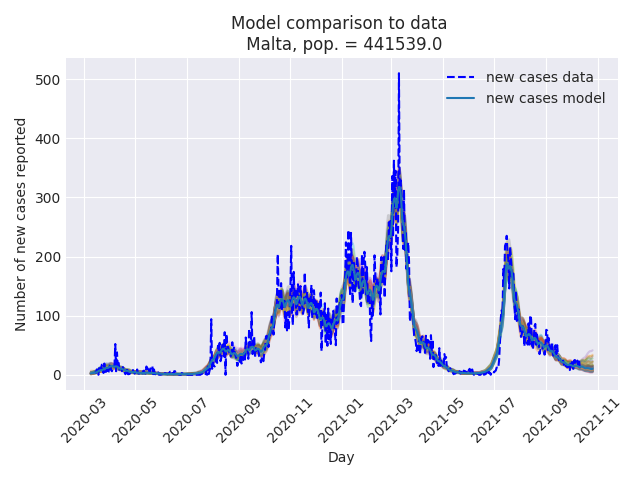 Model comparison to data
Malta, pop. = 441539.0
new cases data
new cases model
Number of new cases reported
500
400
300
200
100
0
2020-03
2020-05
2020-07
2020-09
2020-11
2021-01
2021-03
2021-05
2021-07
2021-09
2021-11
Day